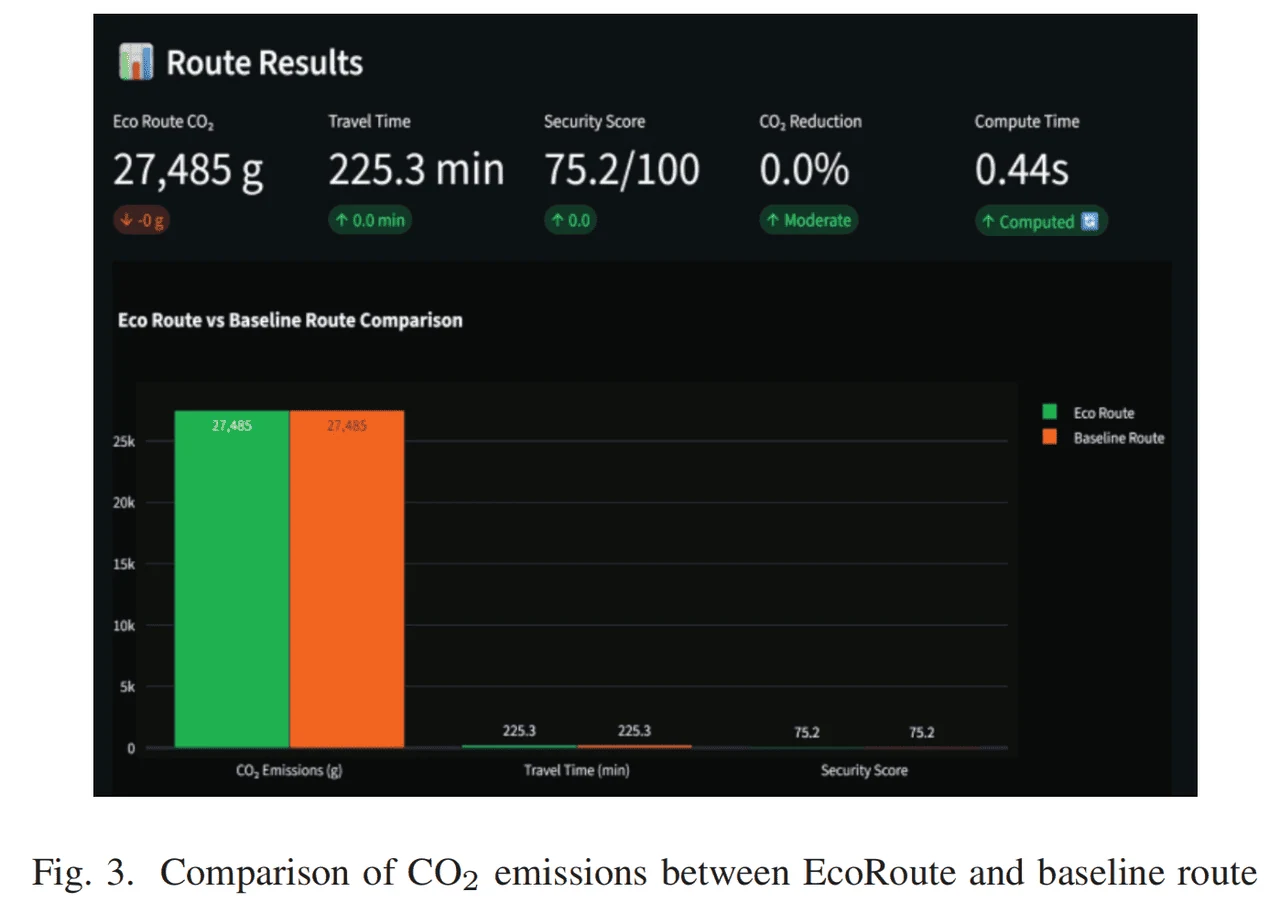 Route Results
Eco Route CO₂ Travel Time Security Score CO₂ Reduction Compute Time
27,485 g 225.3 min 75.2/100 0.0% 0.44s
↓ -0 g ↑ 0.0 min ↑ 0.0 ↑ Moderate ↑ Computed
Eco Route vs Baseline Route Comparison
Eco Route
Baseline Route
27,485 27,485
25k
20k
15k
10k
5k
225.3 225.3 75.2 75.2
0
CO₂ Emissions (g) Travel Time (min) Security Score
Fig. 3. Comparison of CO₂ emissions between EcoRoute and baseline route